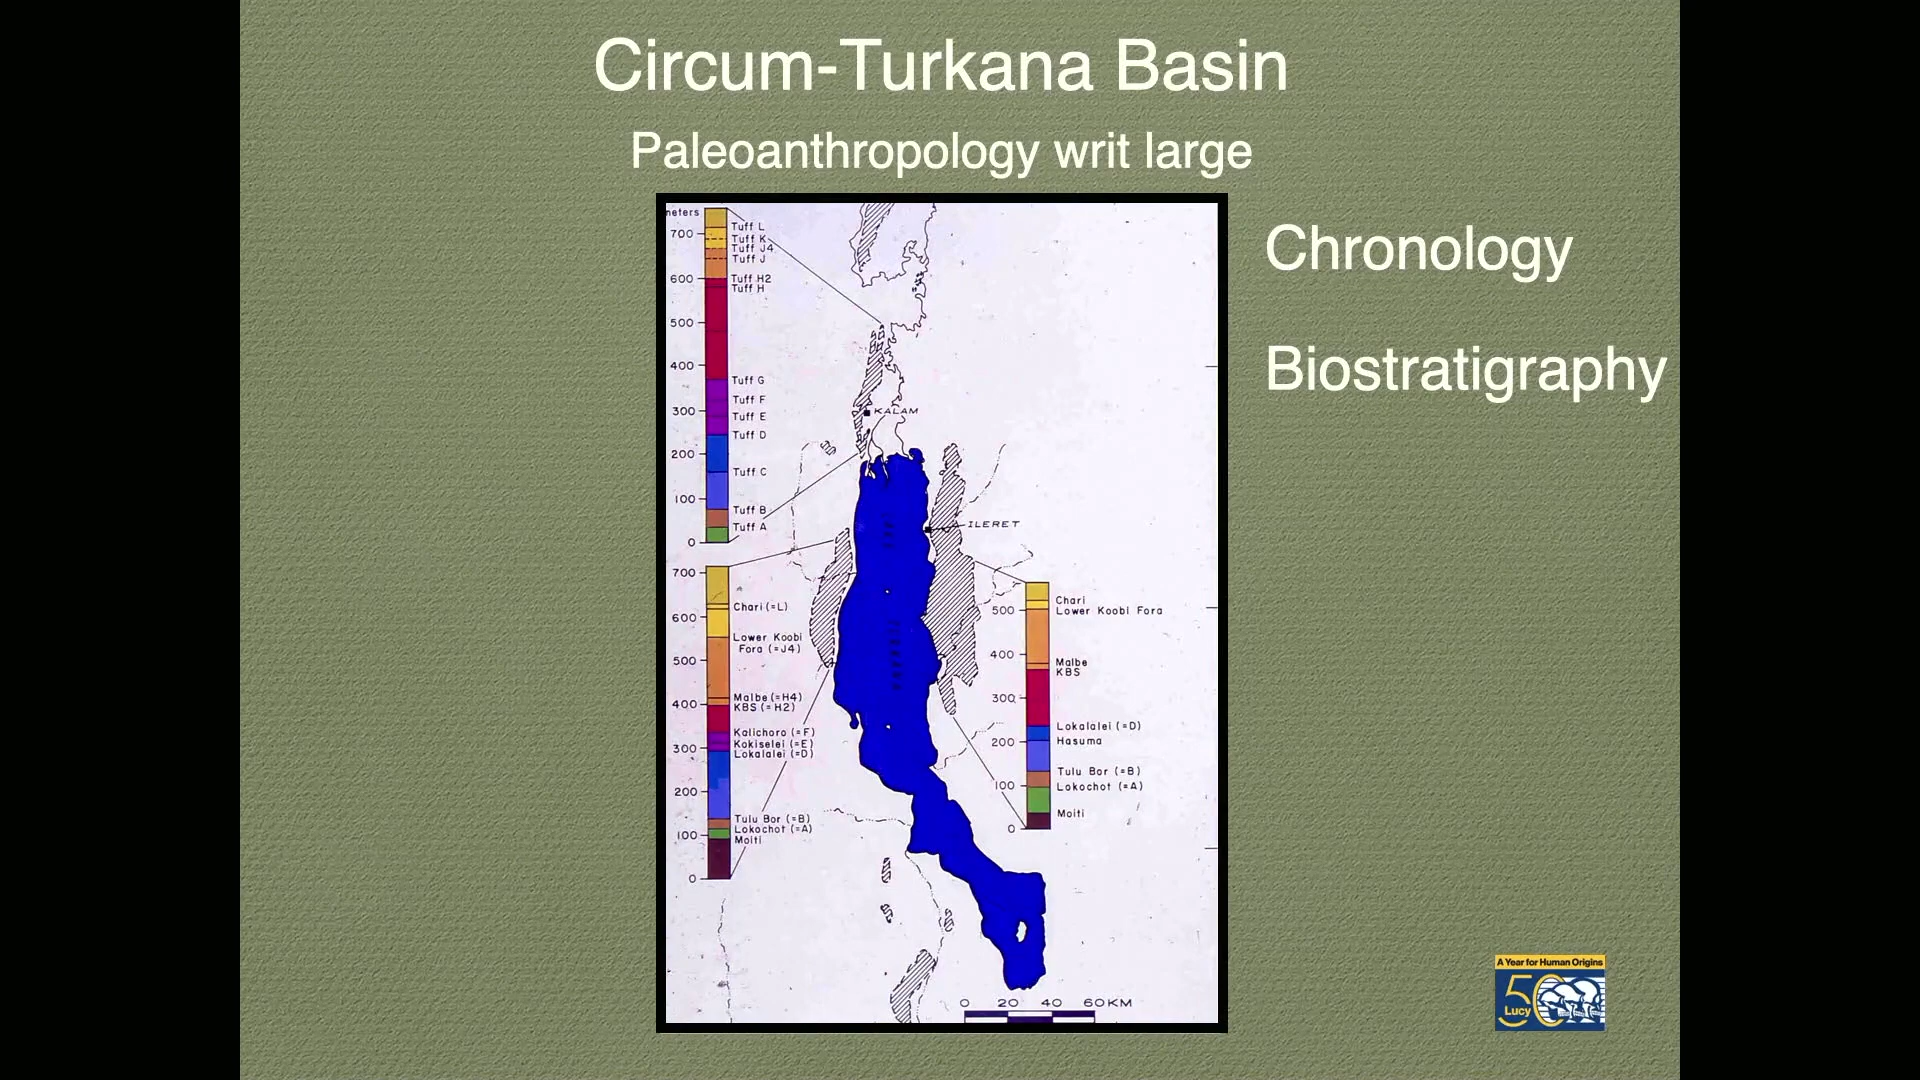 Circum-Turkana Basin
Paleoanthropology writ large
Chronology
Biostratigraphy
meters
700
Tuff L
Tuff K
Tuff J4
Tuff J
600
Tuff H2
Tuff H
500
400
Tuff G
Tuff F
300
Tuff E
Tuff D
200
Tuff C
100
Tuff B
Tuff A
0
KALAM
ILERET
700
Chari (=L)
600
Lower Koobi
Fora (=J4)
500
Malbe (=H4)
400
KBS (=H2)
Kalichoro (=F)
Kokiselei (=E)
300
Lokalalei (=D)
200
Tulu Bor (=B)
Lokochot (=A)
100
Moiti
0
Chari
500
Lower Koobi Fora
400
Malbe
KBS
300
Lokalalei (=D)
200
Hasuma
Tulu Bor (=B)
100
Lokochot (=A)
Moiti
0
0 20 40 60 KM
A Year for Human Origins
50
Lucy